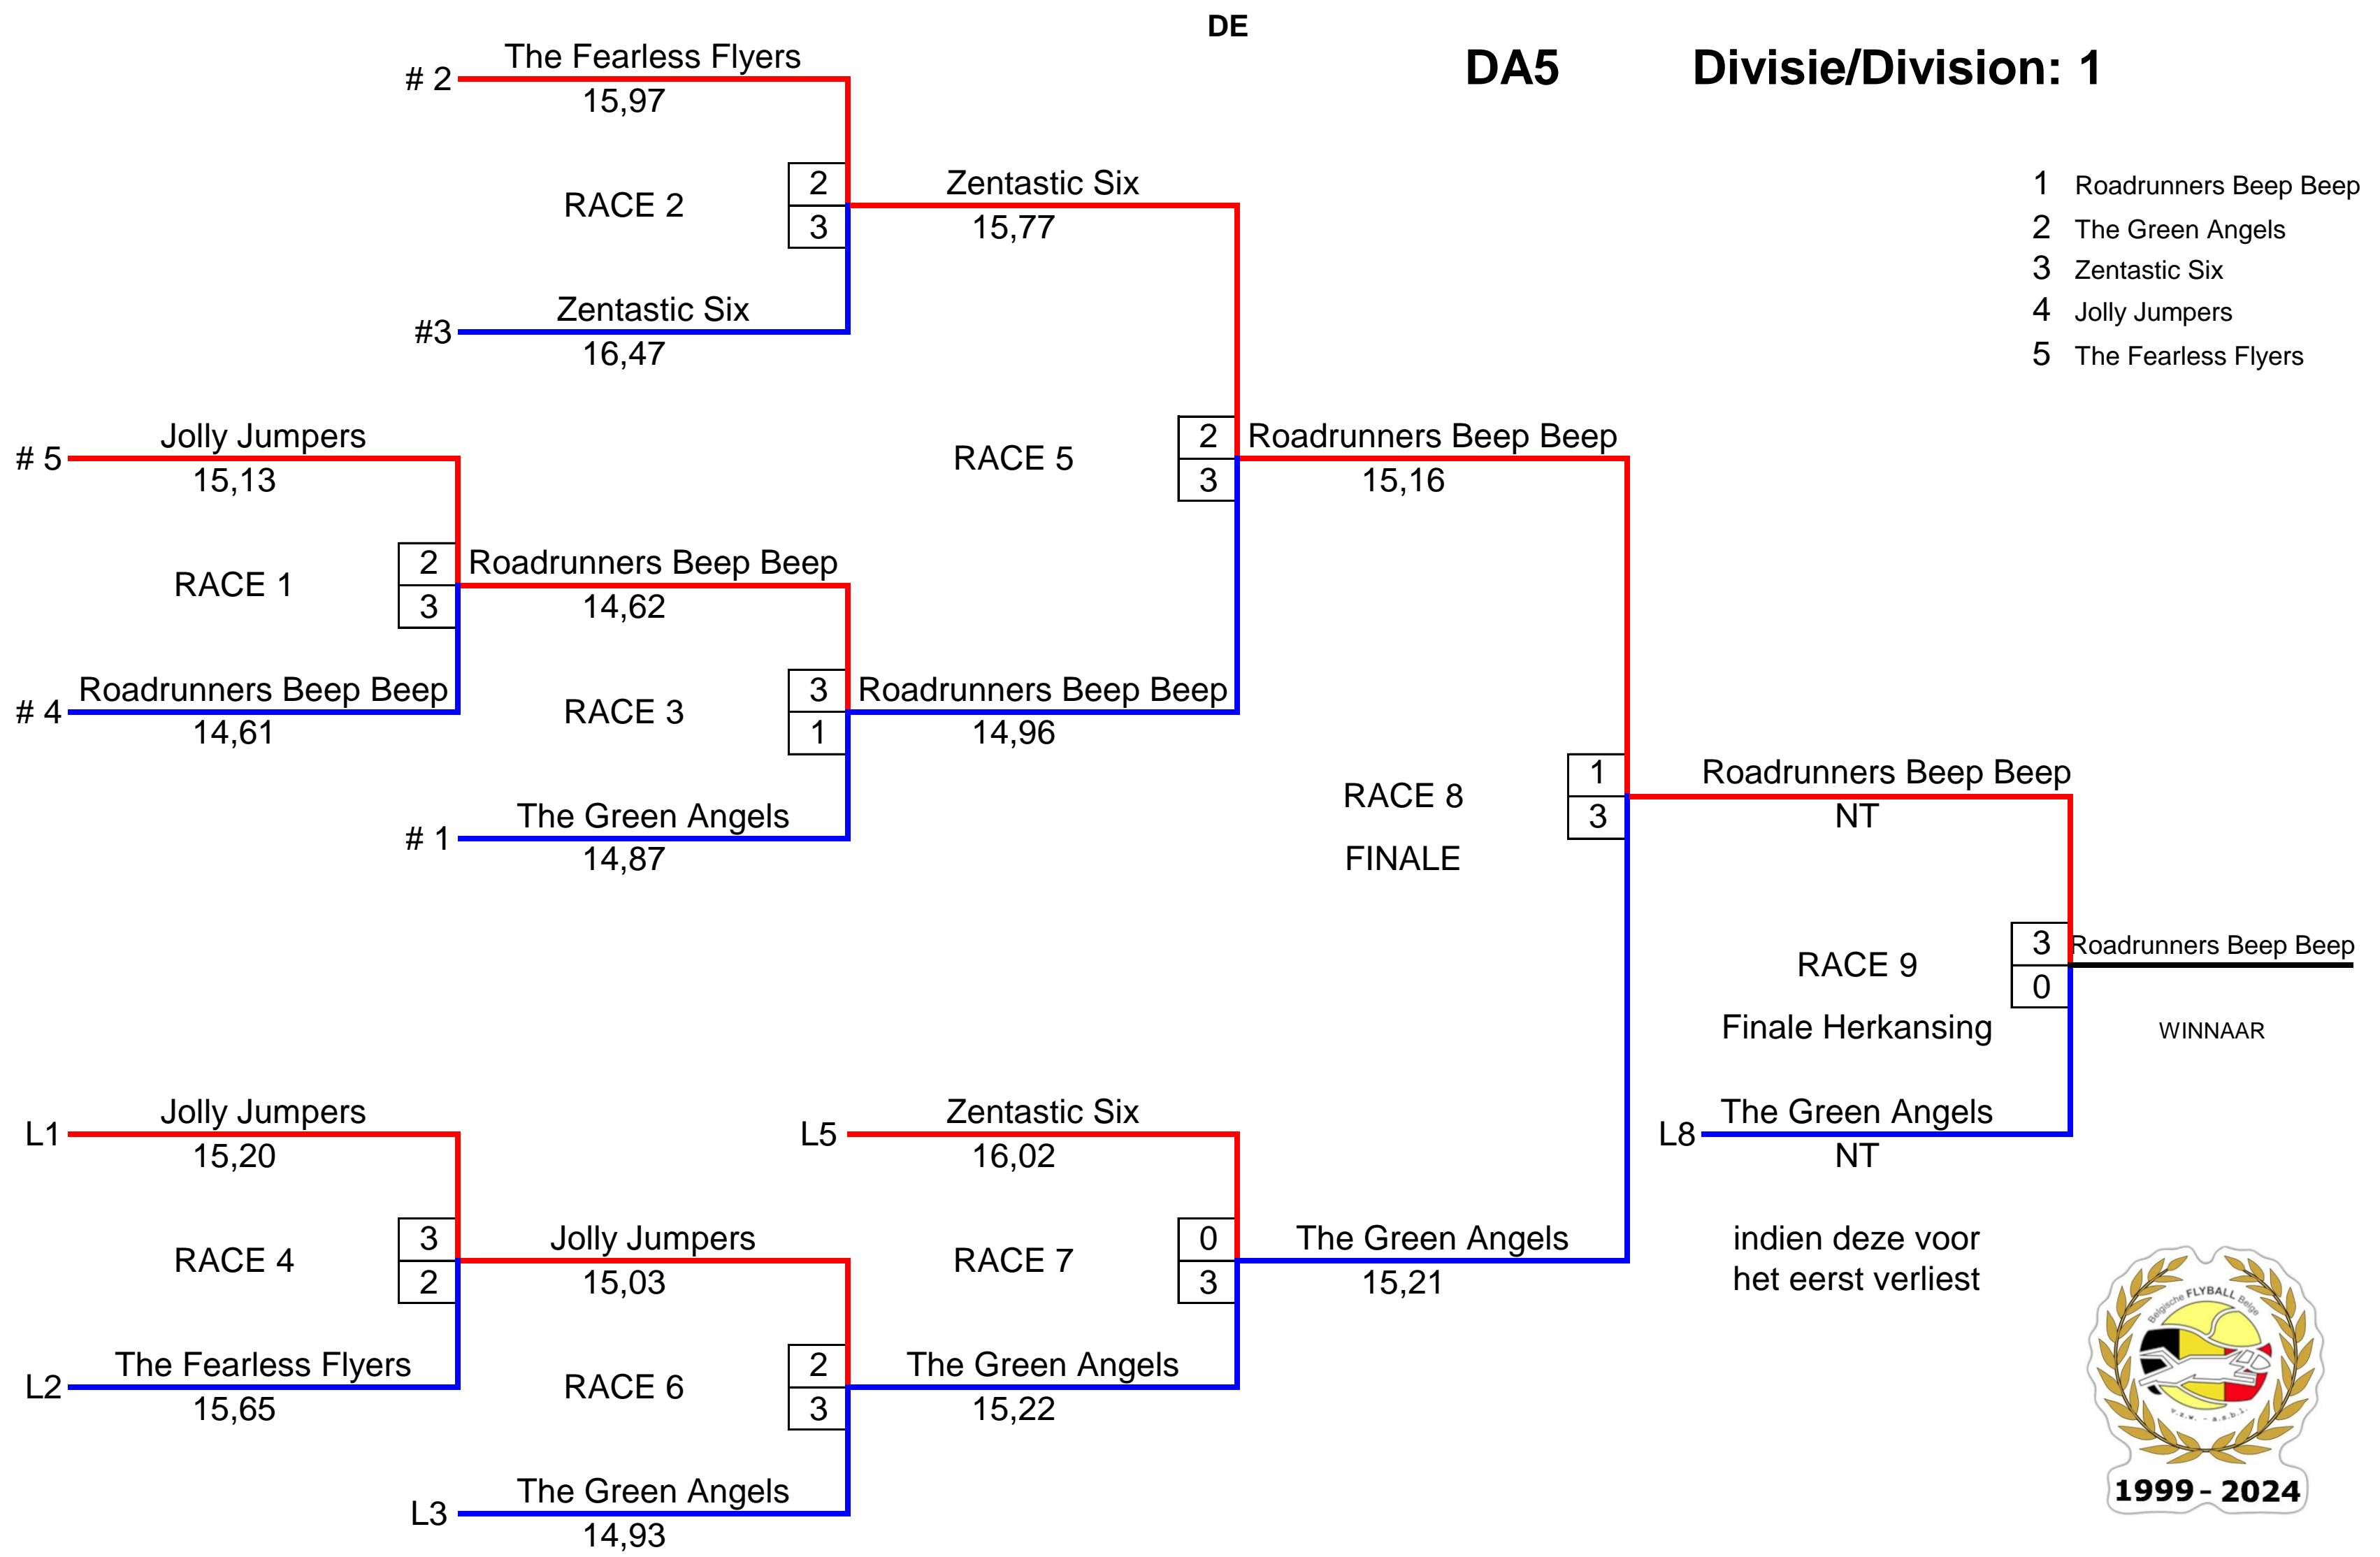 DE
DA5 Divisie/Division: 1
The Fearless Flyers
# 2
15,97
RACE 2
2
3
Zentastic Six
#3
16,47
Zentastic Six
15,77
1 Roadrunners Beep Beep
2 The Green Angels
3 Zentastic Six
4 Jolly Jumpers
5 The Fearless Flyers
Jolly Jumpers
# 5
15,13
RACE 1
2
3
Roadrunners Beep Beep
# 4
14,61
Roadrunners Beep Beep
14,62
RACE 3
3
1
The Green Angels
# 1
14,87
RACE 5
2
3
Roadrunners Beep Beep
14,96
Roadrunners Beep Beep
15,16
RACE 8
FINALE
1
3
Roadrunners Beep Beep
NT
RACE 9
Finale Herkansing
3
0
Roadrunners Beep Beep
WINNAAR
The Green Angels
L8
NT
indien deze voor
het eerst verliest
Jolly Jumpers
L1
15,20
RACE 4
3
2
The Fearless Flyers
L2
15,65
Jolly Jumpers
15,03
RACE 6
2
3
The Green Angels
L3
14,93
Zentastic Six
L5
16,02
RACE 7
0
3
The Green Angels
15,22
The Green Angels
15,21
Belgische FLYBALL Belge
v.z.w. - a.s.b.l.
1999 - 2024